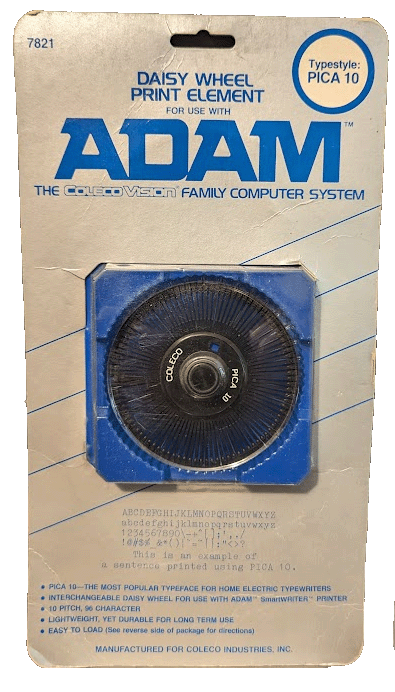 7821
Typestyle:
PICA 10
DAISY WHEEL
PRINT ELEMENT
FOR USE WITH
ADAM™
THE COLECOVISION® FAMILY COMPUTER SYSTEM
COLECO PICA 10
ABCDEFGHIJKLMNOPQRSTUVWXYZ
abcdefghijklmnopqrstuvwxyz
This is an example of
a sentence printed using PICA 10.
• PICA 10—THE MOST POPULAR TYPEFACE FOR HOME ELECTRIC TYPEWRITERS
• INTERCHANGEABLE DAISY WHEEL FOR USE WITH ADAM™ SMARTWRITER™ PRINTER
• 10 PITCH, 96 CHARACTER
• LIGHTWEIGHT, YET DURABLE FOR LONG TERM USE
• EASY TO LOAD (See reverse side of package for directions)
MANUFACTURED FOR COLECO INDUSTRIES, INC.